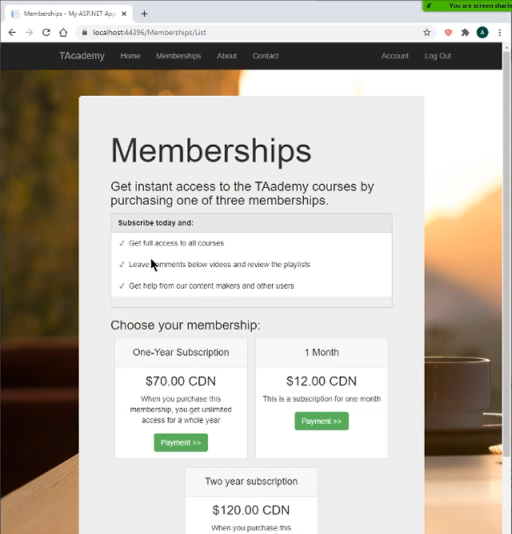 You are screen sharin
Memberships - My ASP.NET App
localhost:44396/Memberships/List
A
TAcademy Home Memberships About Contact Account Log Out
Memberships
Get instant access to the TAademy courses by
purchasing one of three memberships.
Subscribe today and:
✓ Get full access to all courses
✓ Leave comments below videos and review the playlists
✓ Get help from our content makers and other users
Choose your membership:
One-Year Subscription
$70.00 CDN
When you purchase this
membership, you get unlimited
access for a whole year
Payment >>
1 Month
$12.00 CDN
This is a subscription for one month
Payment >>
Two year subscription
$120.00 CDN
When you purchase this